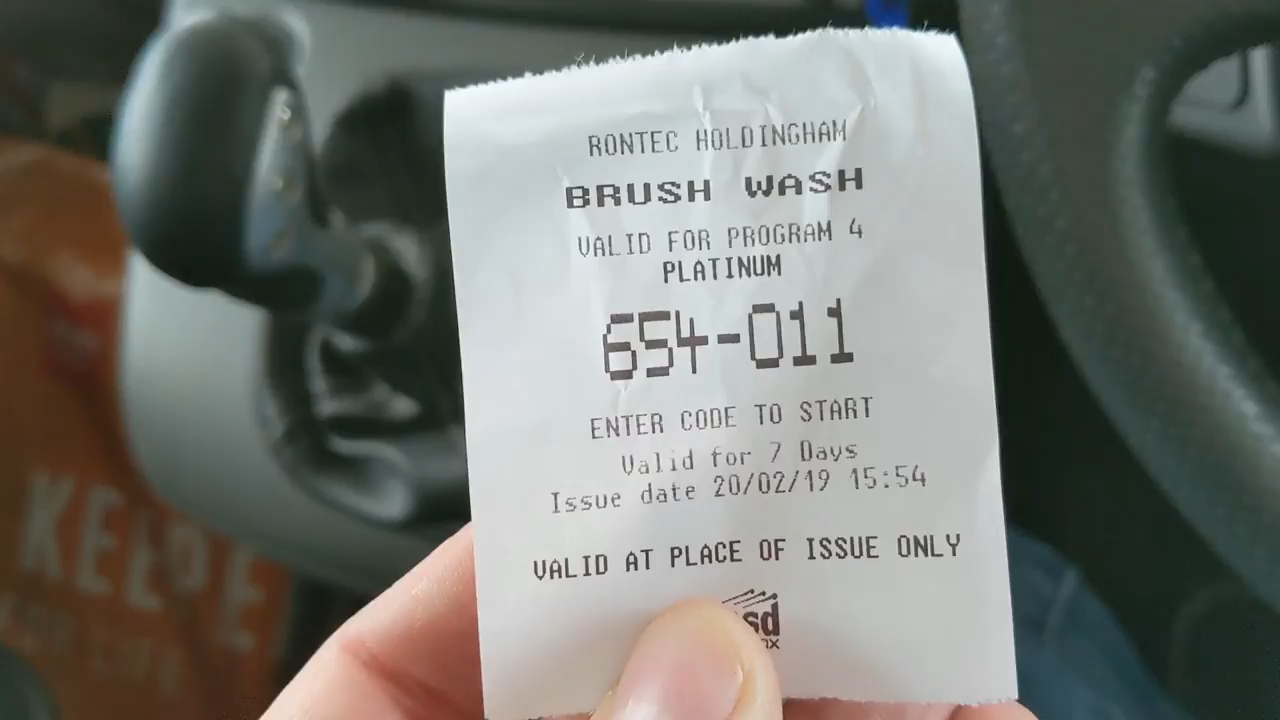 RONTEC HOLDINGHAM
BRUSH WASH
VALID FOR PROGRAM 4
PLATINUM
654-011
ENTER CODE TO START
Valid for 7 Days
Issue date 20/02/19 15:54
VALID AT PLACE OF ISSUE ONLY
sd